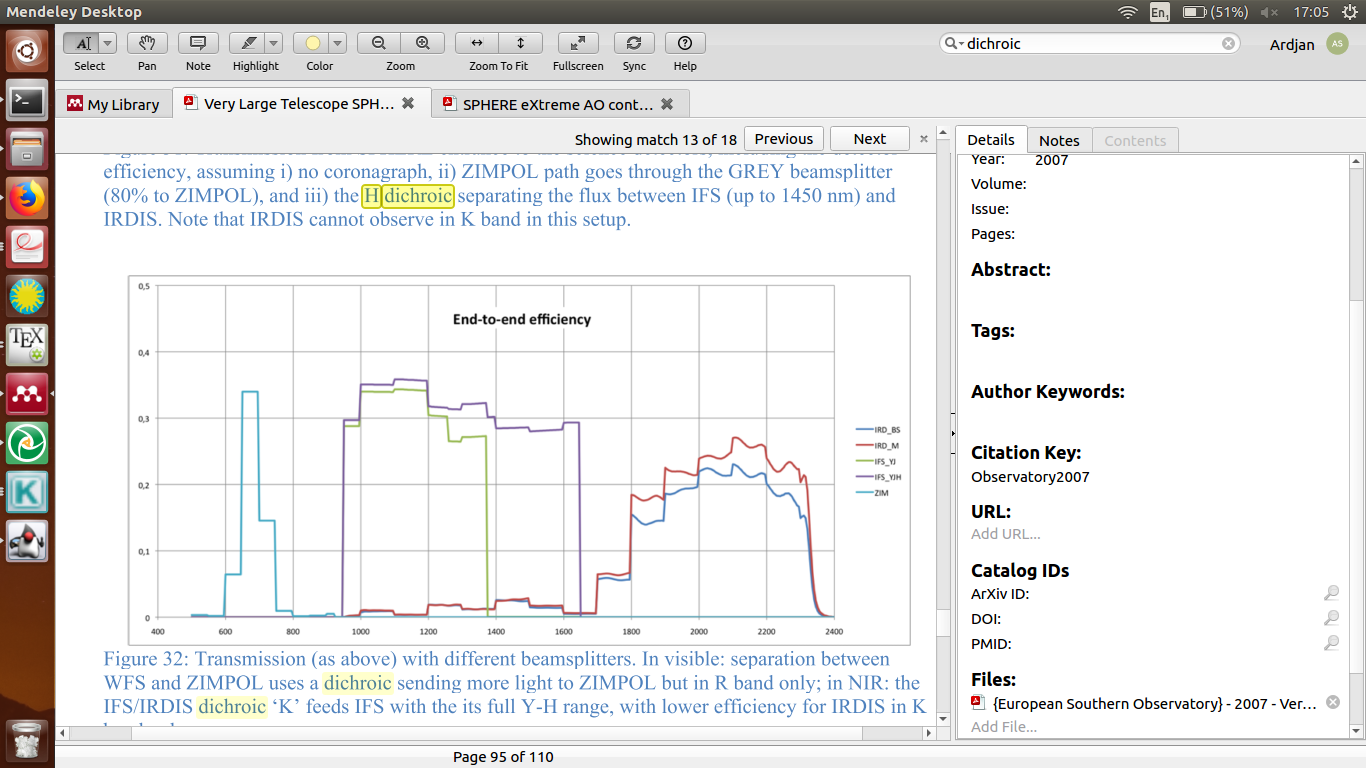 Mendeley Desktop
En1
(51%)
17:05
Select
Pan
Note
Highlight
Color
Zoom
Zoom To Fit
Fullscreen
Sync
Help
dichroic
Ardjan
AS
My Library
Very Large Telescope SPH...
SPHERE eXtreme AO cont...
Showing match 13 of 18
Previous
Next
efficiency, assuming i) no coronagraph, ii) ZIMPOL path goes through the GREY beamsplitter
(80% to ZIMPOL), and iii) the H dichroic separating the flux between IFS (up to 1450 nm) and
IRDIS. Note that IRDIS cannot observe in K band in this setup.
End-to-end efficiency
0,5
0,4
0,3
0,2
0,1
0
400 600 800 1000 1200 1400 1600 1800 2000 2200 2400
IRD_BS
IRD_M
IFS_YJ
IFS_YJH
ZIM
Figure 32: Transmission (as above) with different beamsplitters. In visible: separation between
WFS and ZIMPOL uses a dichroic sending more light to ZIMPOL but in R band only; in NIR: the
IFS/IRDIS dichroic ‘K’ feeds IFS with the its full Y-H range, with lower efficiency for IRDIS in K
Page 95 of 110
Details
Notes
Contents
Year: 2007
Volume:
Issue:
Pages:
Abstract:
Tags:
Author Keywords:
Citation Key:
Observatory2007
URL:
Add URL...
Catalog IDs
ArXiv ID:
DOI:
PMID:
Files:
{European Southern Observatory} - 2007 - Ver...
Add File...
TEX
K